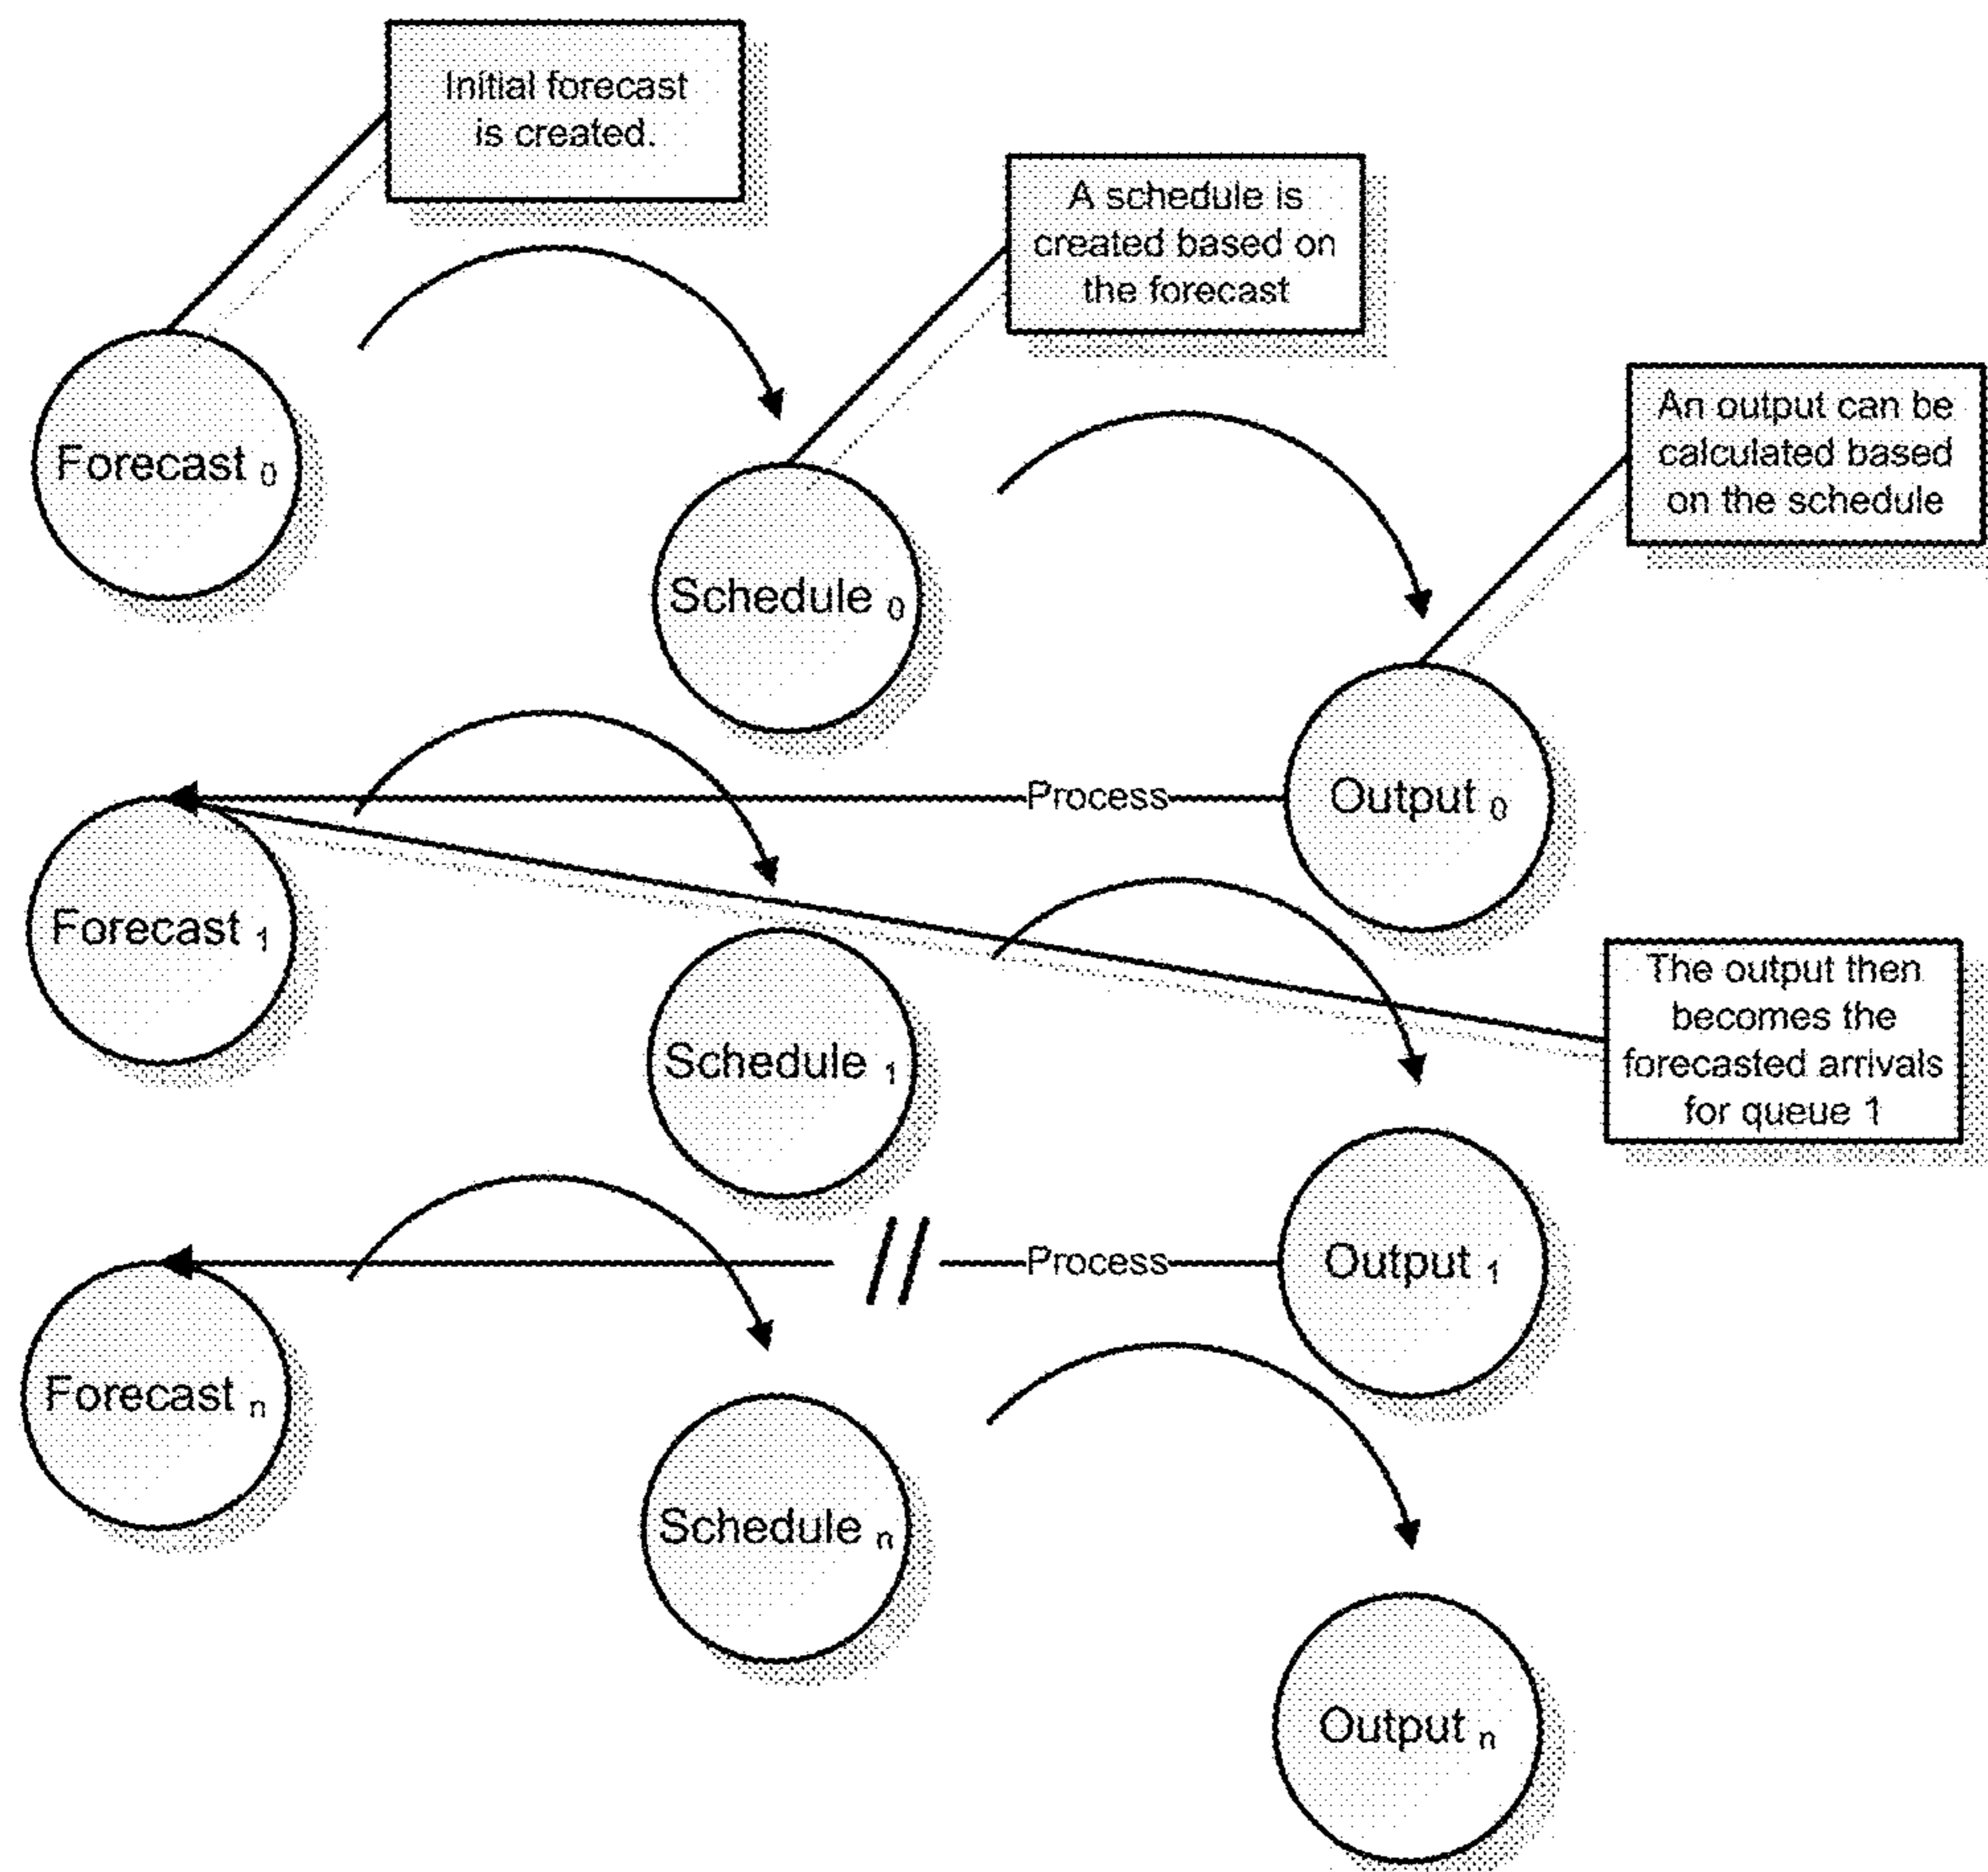 Initial forecast
is created.
A schedule is
created based on
the forecast
An output can be
calculated based
on the schedule
Forecast 0
Schedule 0
Output 0
Process
Forecast 1
Schedule 1
The output then
becomes the
forecasted arrivals
for queue 1
Output 1
Process
Forecast n
Schedule n
Output n